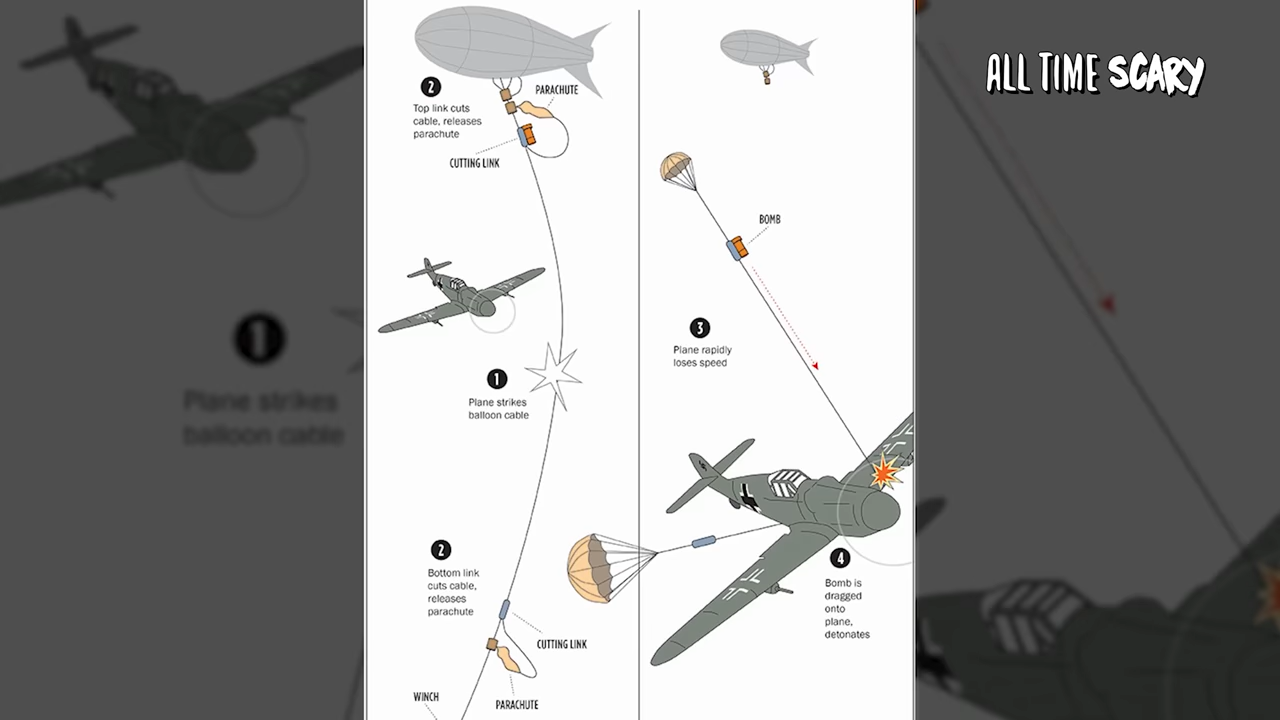 ALL TIME SCARY
2
Top link cuts
cable, releases
parachute
PARACHUTE
CUTTING LINK
1
Plane strikes
balloon cable
2
Bottom link
cuts cable,
releases
parachute
CUTTING LINK
WINCH
PARACHUTE
BOMB
3
Plane rapidly
loses speed
4
Bomb is
dragged
onto
plane,
detonates
1
Plane strikes
balloon cable